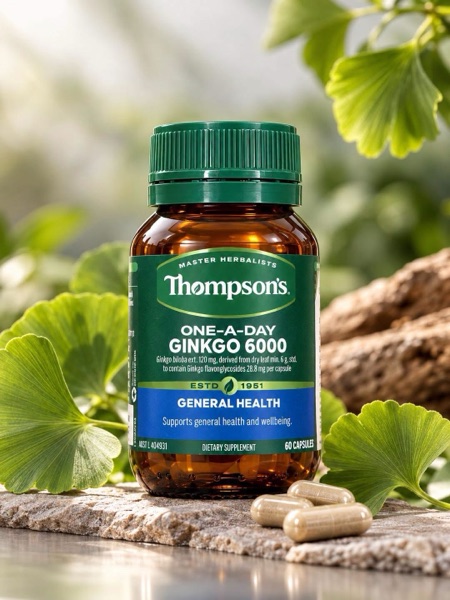 MASTER HERBALISTS
Thompson's.
ONE-A-DAY
GINKGO 6000
Ginkgo biloba ext. 120 mg, derived from dry leaf min. 6 g, std.
to contain Ginkgo flavonglycosides 28.8 mg per capsule
ESTD 1951
GENERAL HEALTH
Supports general health and wellbeing.
AUST L 404931
DIETARY SUPPLEMENT
60 CAPSULES